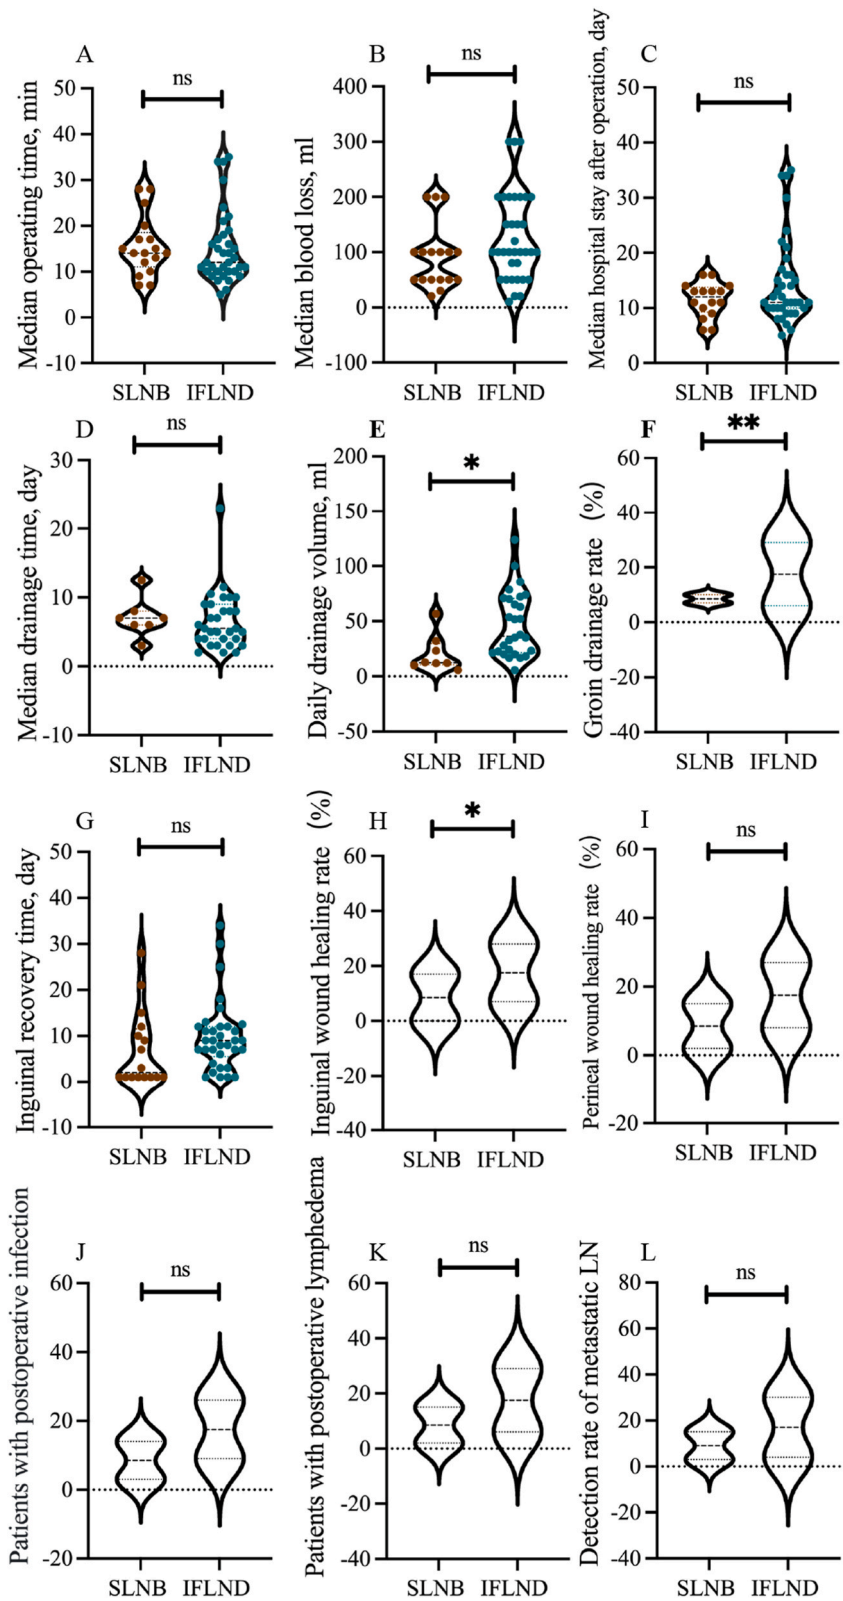 A
Median operating time, min
50
40
30
20
10
0
-10
ns
SLNB IFLND
B
Median blood loss, ml
400
300
200
100
0
-100
ns
SLNB IFLND
C
Median hospital stay after operation, day
50
40
30
20
10
0
ns
SLNB IFLND
D
Median drainage time, day
30
20
10
0
-10
ns
SLNB IFLND
E
Daily drainage volume, ml
200
150
100
50
0
-50
*
SLNB IFLND
F
Groin drainage rate (%)
60
40
20
0
-20
-40
**
SLNB IFLND
G
Inguinal recovery time, day
50
40
30
20
10
0
-10
ns
SLNB IFLND
H
Inguinal wound healing rate (%)
60
40
20
0
-20
-40
*
SLNB IFLND
I
Perineal wound healing rate (%)
60
40
20
0
-20
ns
SLNB IFLND
J
Patients with postoperative infection
60
40
20
0
-20
ns
SLNB IFLND
K
Patients with postoperative lymphedema
60
40
20
0
-20
-40
ns
SLNB IFLND
L
Detection rate of metastatic LN
80
60
40
20
0
-20
-40
ns
SLNB IFLND